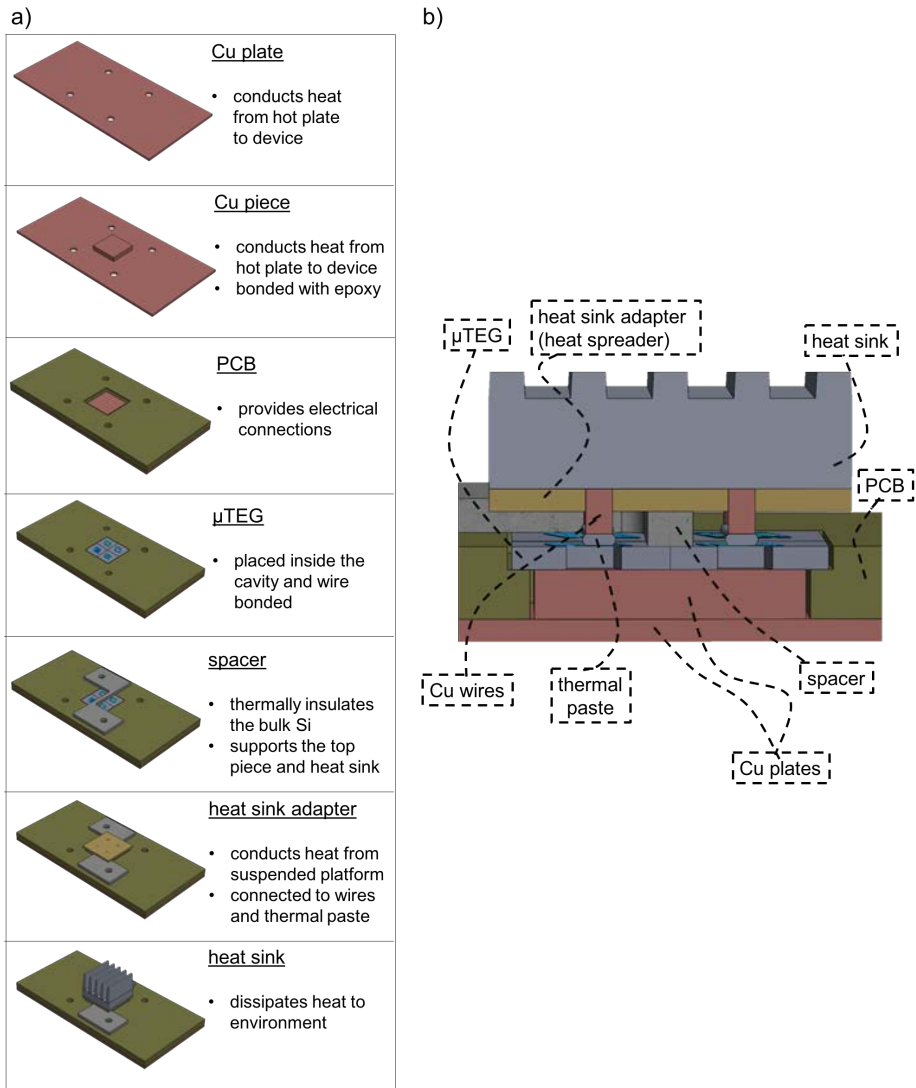 a)
Cu plate
• conducts heat
from hot plate
to device
Cu piece
• conducts heat from
hot plate to device
• bonded with epoxy
PCB
• provides electrical
connections
µTEG
• placed inside the
cavity and wire
bonded
spacer
• thermally insulates
the bulk Si
• supports the top
piece and heat sink
heat sink adapter
• conducts heat from
suspended platform
• connected to wires
and thermal paste
heat sink
• dissipates heat to
environment
b)
µTEG
heat sink adapter
(heat spreader)
heat sink
PCB
Cu wires
thermal
paste
spacer
Cu plates